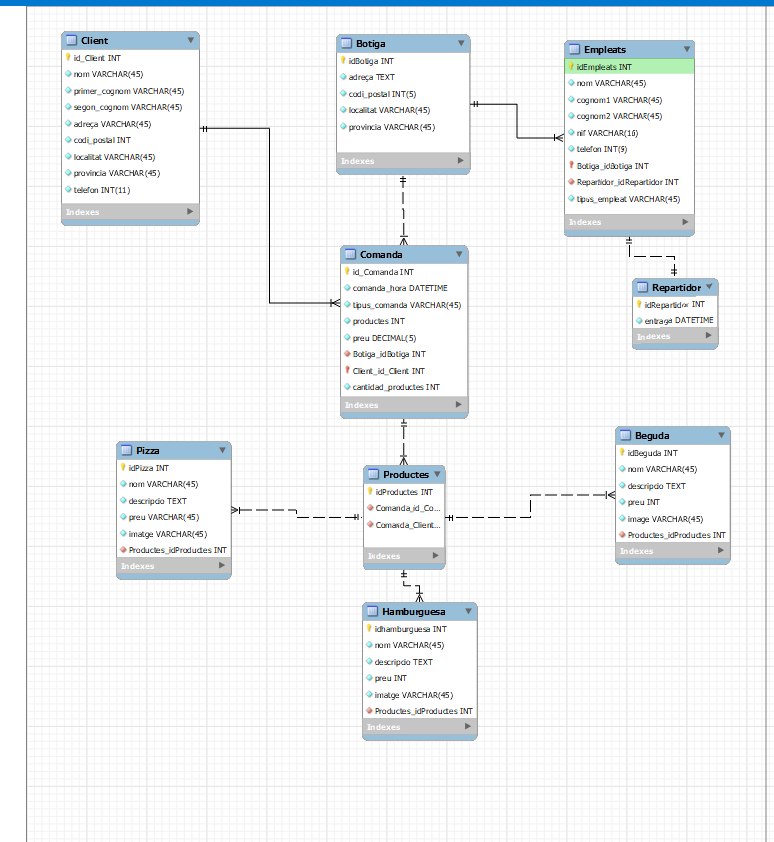 Client
id_Client INT
nom VARCHAR(45)
primer_cognom VARCHAR(45)
segon_cognom VARCHAR(45)
adreça VARCHAR(45)
codi_postal INT
localitat VARCHAR(45)
provincia VARCHAR(45)
telefon INT(11)
Indexes
Botiga
idBotiga INT
adreça TEXT
codi_postal INT(5)
localitat VARCHAR(45)
provincia VARCHAR(45)
Indexes
Empleats
idEmpleats INT
nom VARCHAR(45)
cognom1 VARCHAR(45)
cognom2 VARCHAR(45)
nif VARCHAR(16)
telefon INT(9)
Botiga_idBotiga INT
Repartidor_idRepartidor INT
tipus_empleat VARCHAR(45)
Indexes
Comanda
id_Comanda INT
comanda_hora DATETIME
tipus_comanda VARCHAR(45)
productes INT
preu DECIMAL(5)
Botiga_idBotiga INT
Client_id_Client INT
cantidad_productes INT
Indexes
Repartidor
idRepartidor INT
entrega DATETIME
Indexes
Pizza
idPizza INT
nom VARCHAR(45)
descripcio TEXT
preu VARCHAR(45)
imatge VARCHAR(45)
Productes_idProductes INT
Indexes
Productes
idProductes INT
Comanda_id_Co...
Comanda_Client...
Indexes
Beguda
idBeguda INT
nom VARCHAR(45)
descripcio TEXT
preu INT
image VARCHAR(45)
Productes_idProductes INT
Indexes
Hamburguesa
idhamburguesa INT
nom VARCHAR(45)
descripcio TEXT
preu INT
imatge VARCHAR(45)
Productes_idProductes INT
Indexes